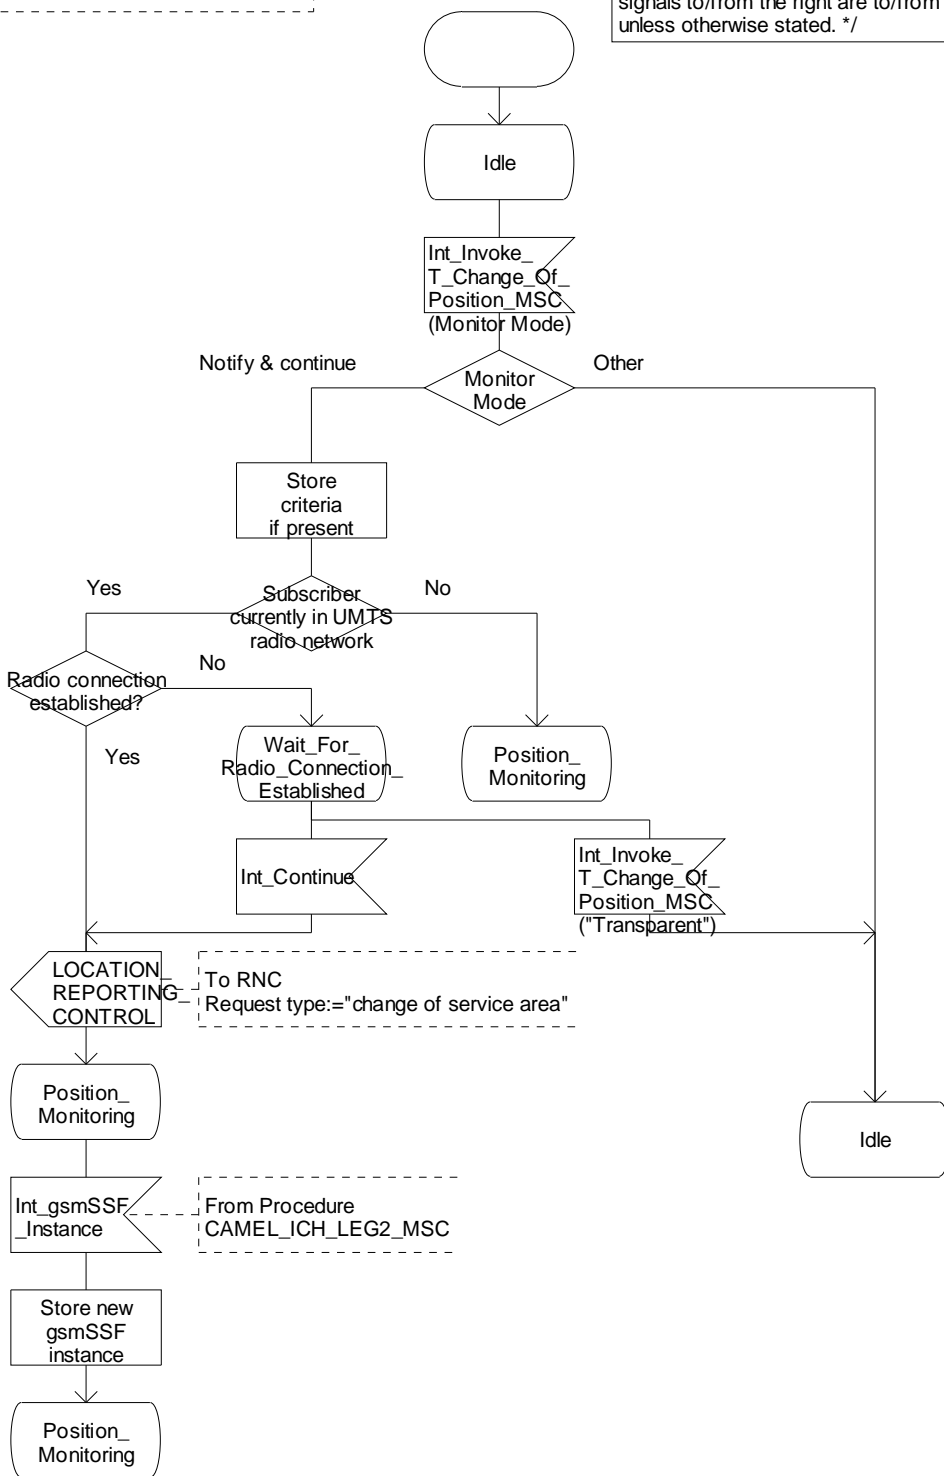 signals to/from the right are to/from
unless otherwise stated. */
Idle
Int_Invoke_
T_Change_Of_
Position_MSC
(Monitor Mode)
Notify & continue
Monitor
Mode
Other
Store
criteria
if present
Yes
Subscriber
currently in UMTS
radio network
No
Radio connection
established?
No
Yes
Wait_For_
Radio_Connection_
Established
Position_
Monitoring
Int_Continue
Int_Invoke_
T_Change_Of_
Position_MSC
("Transparent")
LOCATION_
REPORTING_
CONTROL
To RNC
Request type:="change of service area"
Position_
Monitoring
Idle
Int_gsmSSF
_Instance
From Procedure
CAMEL_ICH_LEG2_MSC
Store new
gsmSSF
instance
Position_
Monitoring